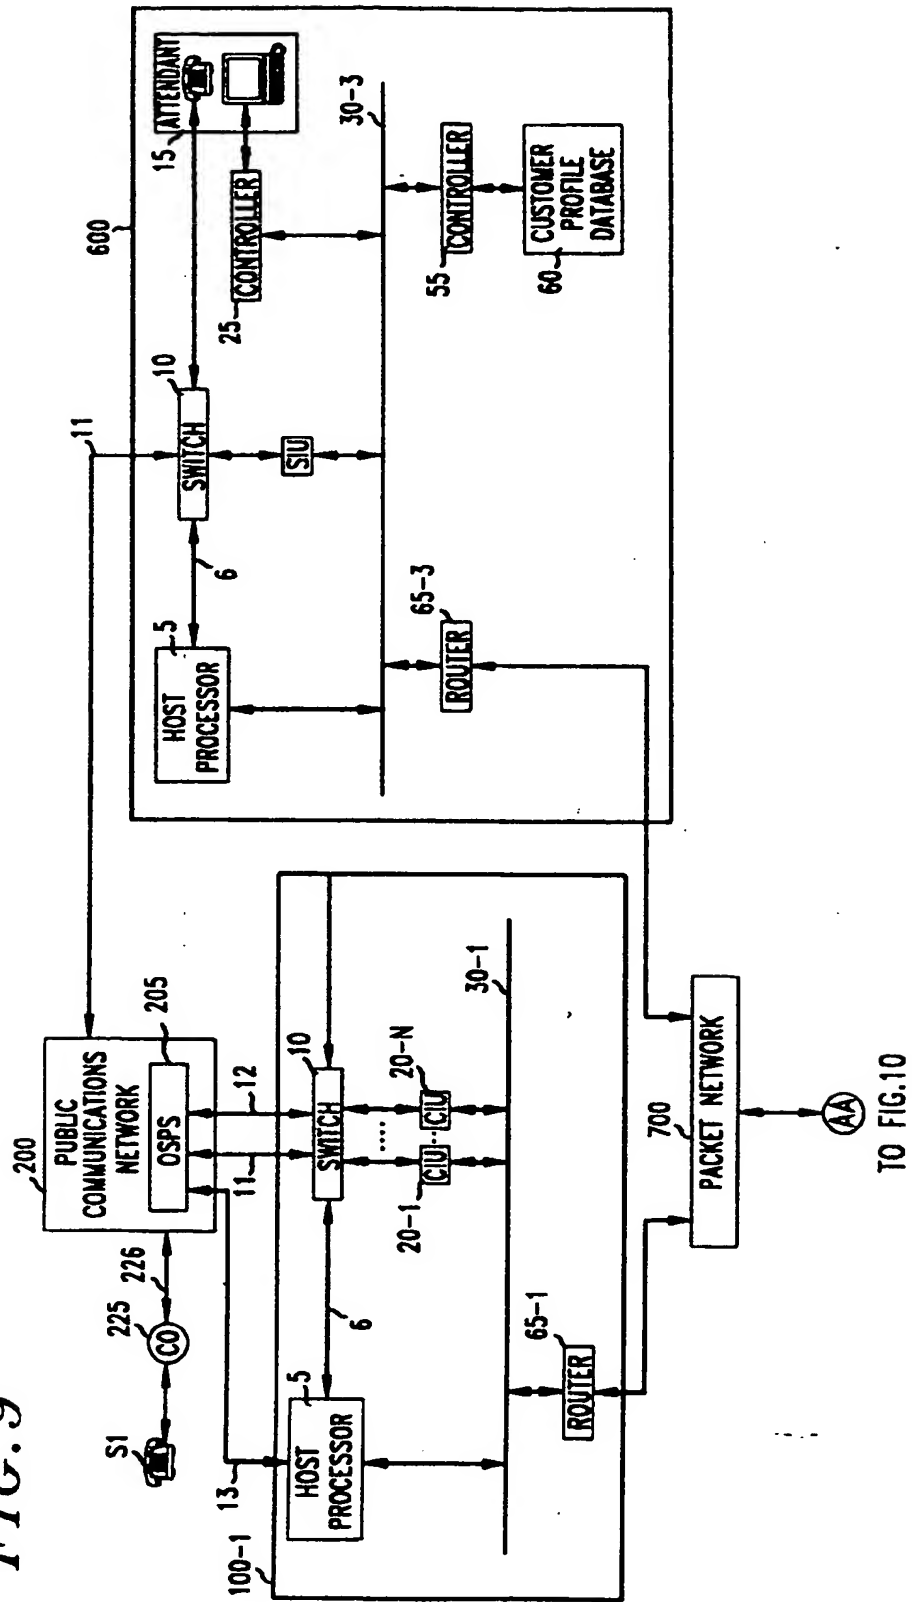 FIG. 9
S1
225
CO
226
200
PUBLIC
COMMUNICATIONS
NETWORK
OSPS
205
11
12
13
11
100-1
HOST
PROCESSOR
5
6
SWITCH
10
20-1
CIU
...
.....
CIU
20-N
30-1
65-1
ROUTER
600
HOST
PROCESSOR
5
6
SWITCH
10
SIU
15
ATTENDANT
25
CONTROLLER
30-3
65-3
ROUTER
55
CONTROLLER
60
CUSTOMER
PROFILE
DATABASE
700
PACKET NETWORK
AA
TO FIG.10